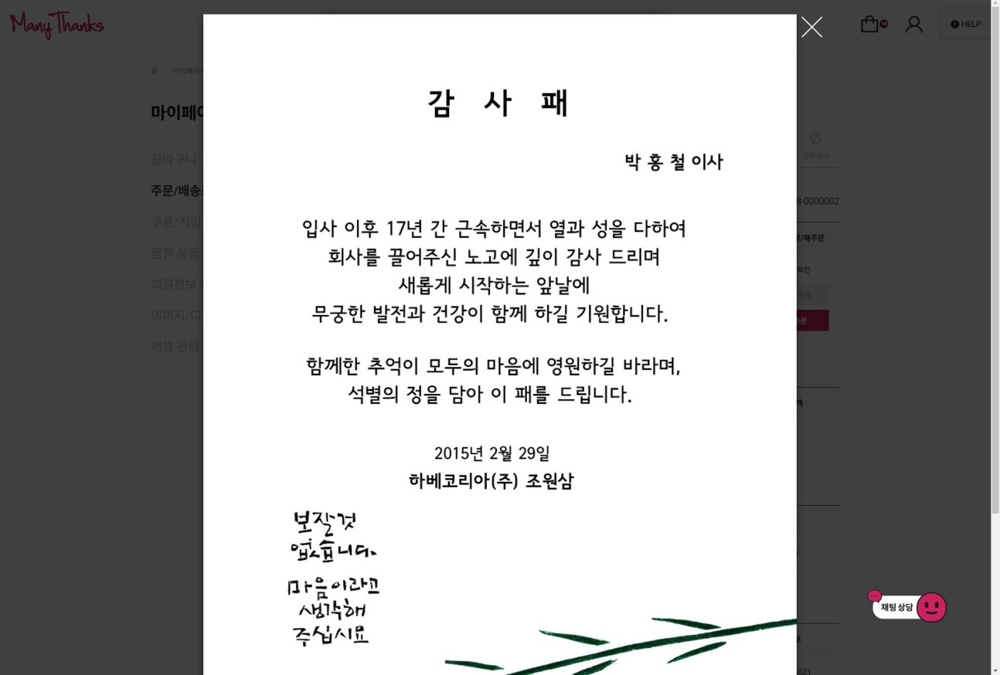 Many Thanks
HELP
홈 > 마이페이지
마이페이
장바구니
주문/배송조
쿠폰/적립
찜한 상품
회원정보
이미지/디
리뷰 관리
감 사 패
박 홍 철 이사
입사 이후 17년 간 근속하면서 열과 성을 다하여
회사를 끌어주신 노고에 깊이 감사 드리며
새롭게 시작하는 앞날에
무궁한 발전과 건강이 함께 하길 기원합니다.
함께한 추억이 모두의 마음에 영원하길 바라며,
석별의 정을 담아 이 패를 드립니다.
2015년 2월 29일
하베코리아(주) 조원삼
보잘것
없습니다.
마음이라고
생각해
주십시요
8-0000002
/재주문
확인
채팅 상담
521